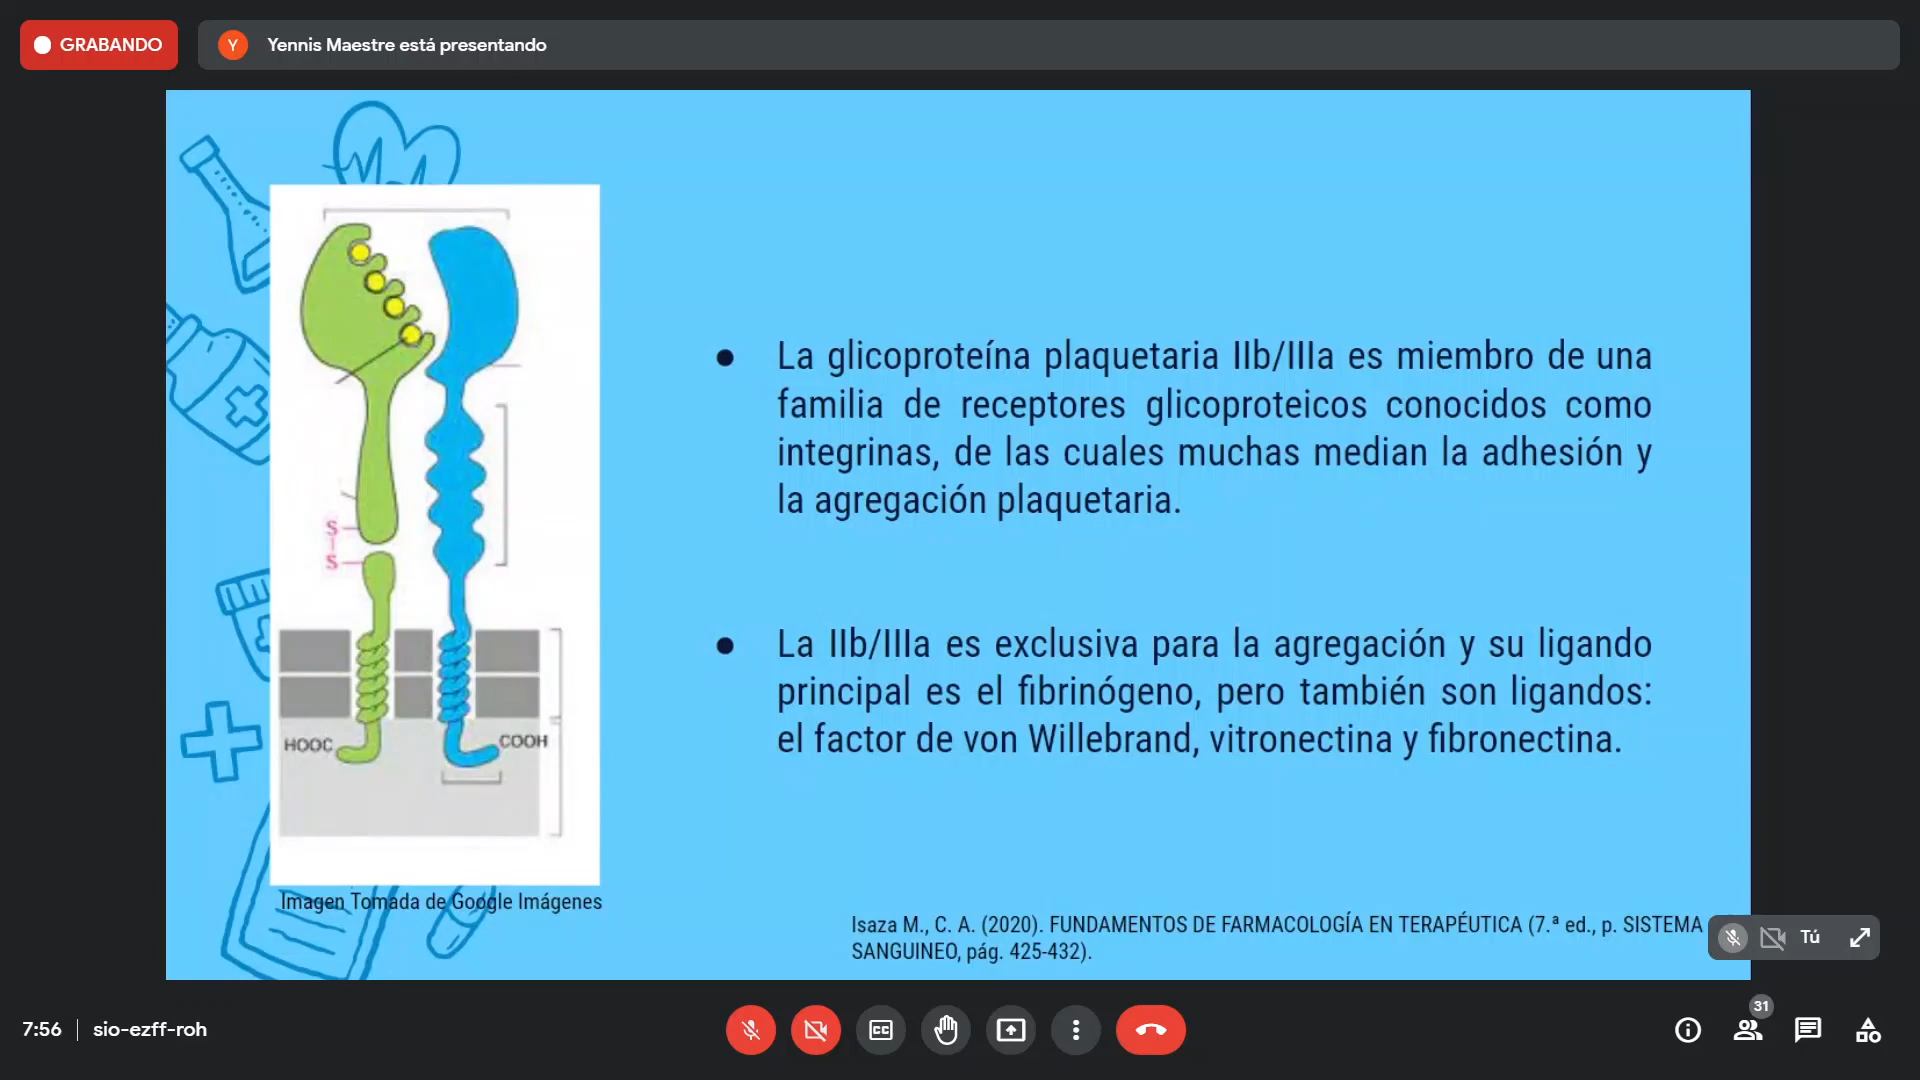 GRABANDO
Y
Yennis Maestre está presentando
S
S
HOOC
COOH
Imagen Tomada de Google Imágenes
● La glicoproteína plaquetaria IIb/IIIa es miembro de una
familia de receptores glicoproteicos conocidos como
integrinas, de las cuales muchas median la adhesión y
la agregación plaquetaria.
● La IIb/IIIa es exclusiva para la agregación y su ligando
principal es el fibrinógeno, pero también son ligandos:
el factor de von Willebrand, vitronectina y fibronectina.
Isaza M., C. A. (2020). FUNDAMENTOS DE FARMACOLOGÍA EN TERAPÉUTICA (7.ª ed., p. SISTEMA
SANGUINEO, pág. 425-432).
Tú
7:56 | sio-ezff-roh
CC
31